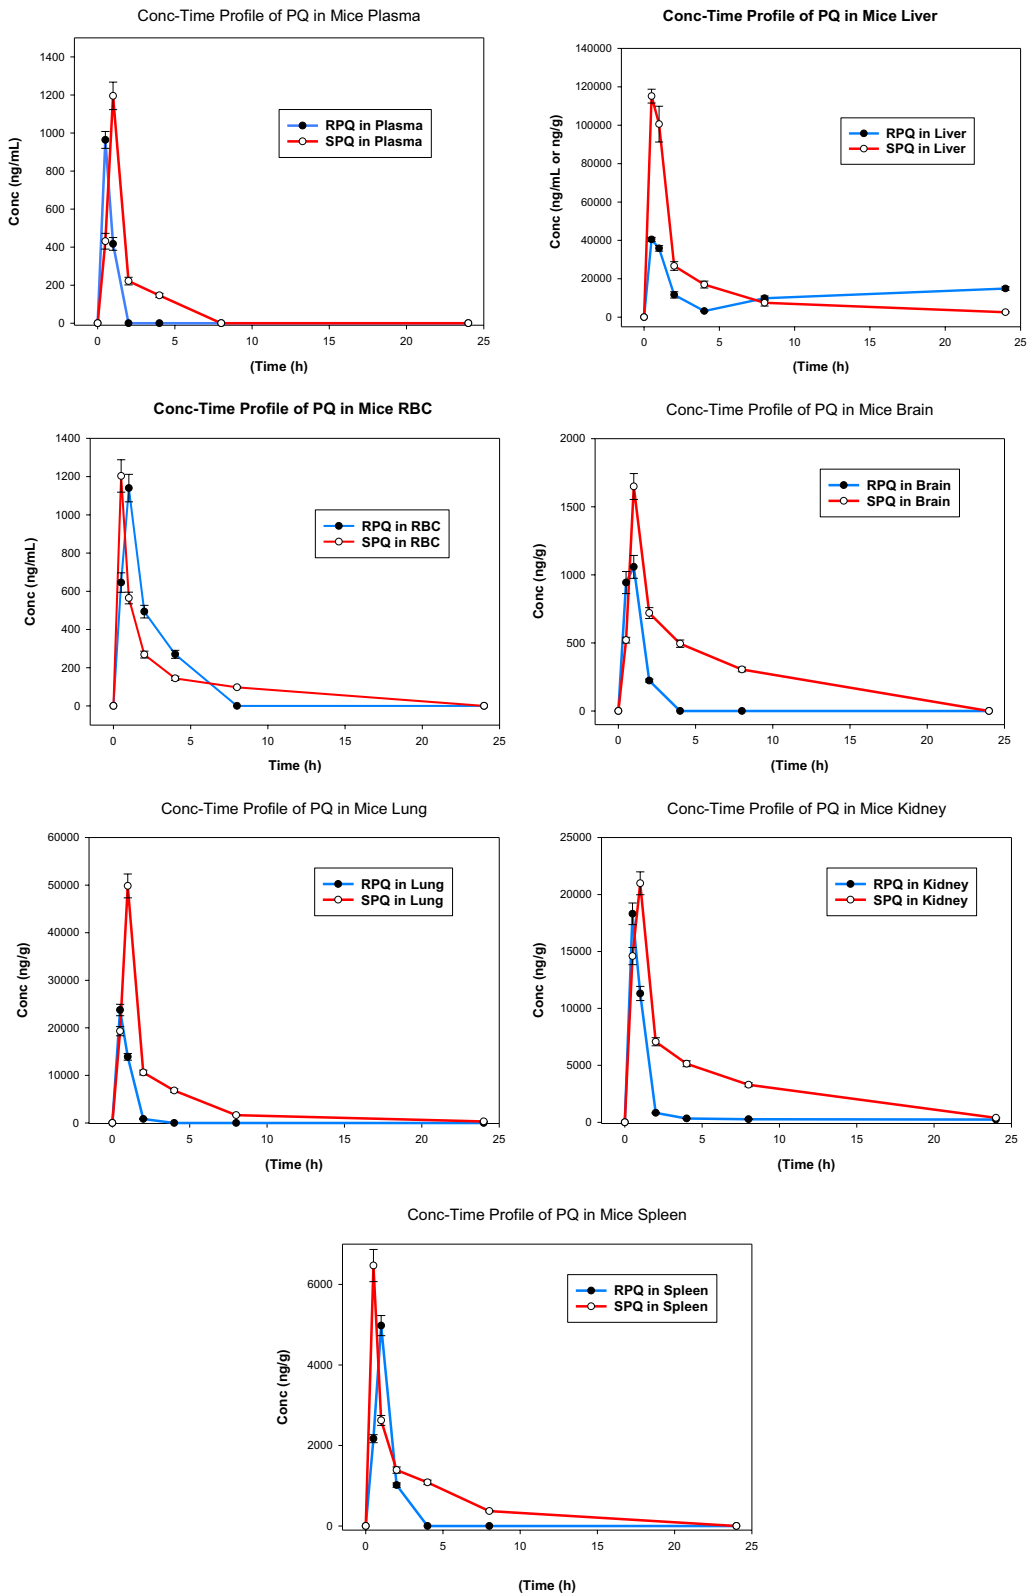 Conc-Time Profile of PQ in Mice Plasma
1400
1200
1000
800
600
400
200
0
Conc (ng/mL)
RPQ in Plasma
SPQ in Plasma
0 5 10 15 20 25
(Time (h)
Conc-Time Profile of PQ in Mice Liver
140000
120000
100000
80000
60000
40000
20000
0
Conc (ng/mL or ng/g)
RPQ in Liver
SPQ in Liver
0 5 10 15 20 25
(Time (h)
Conc-Time Profile of PQ in Mice RBC
1400
1200
1000
800
600
400
200
0
Conc (ng/mL)
RPQ in RBC
SPQ in RBC
0 5 10 15 20 25
Time (h)
Conc-Time Profile of PQ in Mice Brain
2000
1500
1000
500
0
Conc (ng/g)
RPQ in Brain
SPQ in Brain
0 5 10 15 20 25
(Time (h)
Conc-Time Profile of PQ in Mice Lung
60000
50000
40000
30000
20000
10000
0
Conc (ng/g)
RPQ in Lung
SPQ in Lung
0 5 10 15 20 25
(Time (h)
Conc-Time Profile of PQ in Mice Kidney
25000
20000
15000
10000
5000
0
Conc (ng/g)
RPQ in Kidney
SPQ in Kidney
0 5 10 15 20 25
(Time (h)
Conc-Time Profile of PQ in Mice Spleen
6000
4000
2000
0
Conc (ng/g)
RPQ in Spleen
SPQ in Spleen
0 5 10 15 20 25
(Time (h)